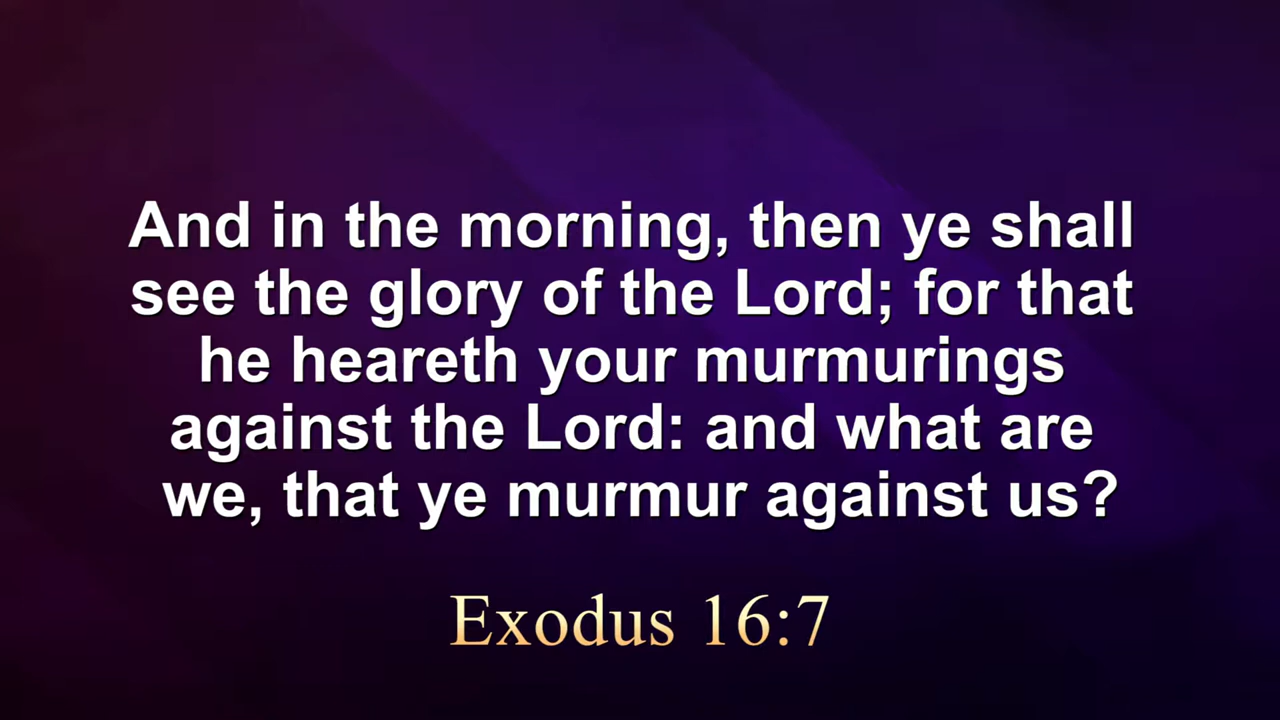 And in the morning, then ye shall
see the glory of the Lord; for that
he heareth your murmurings
against the Lord: and what are
we, that ye murmur against us?
Exodus 16:7